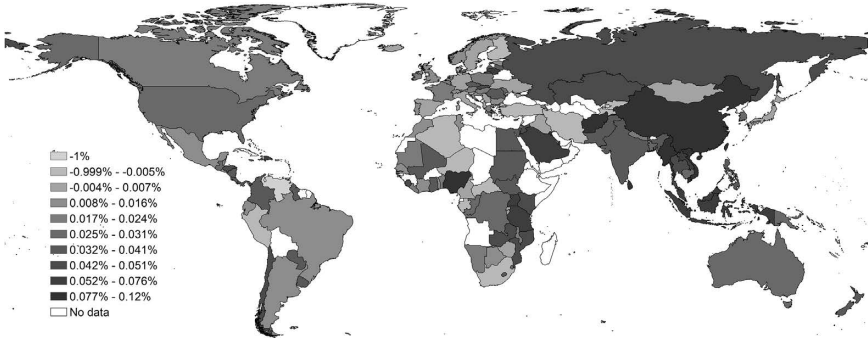 -1%
-0.999% - -0.005%
-0.004% - 0.007%
0.008% - 0.016%
0.017% - 0.024%
0.025% - 0.031%
0.032% - 0.041%
0.042% - 0.051%
0.052% - 0.076%
0.077% - 0.12%
No data